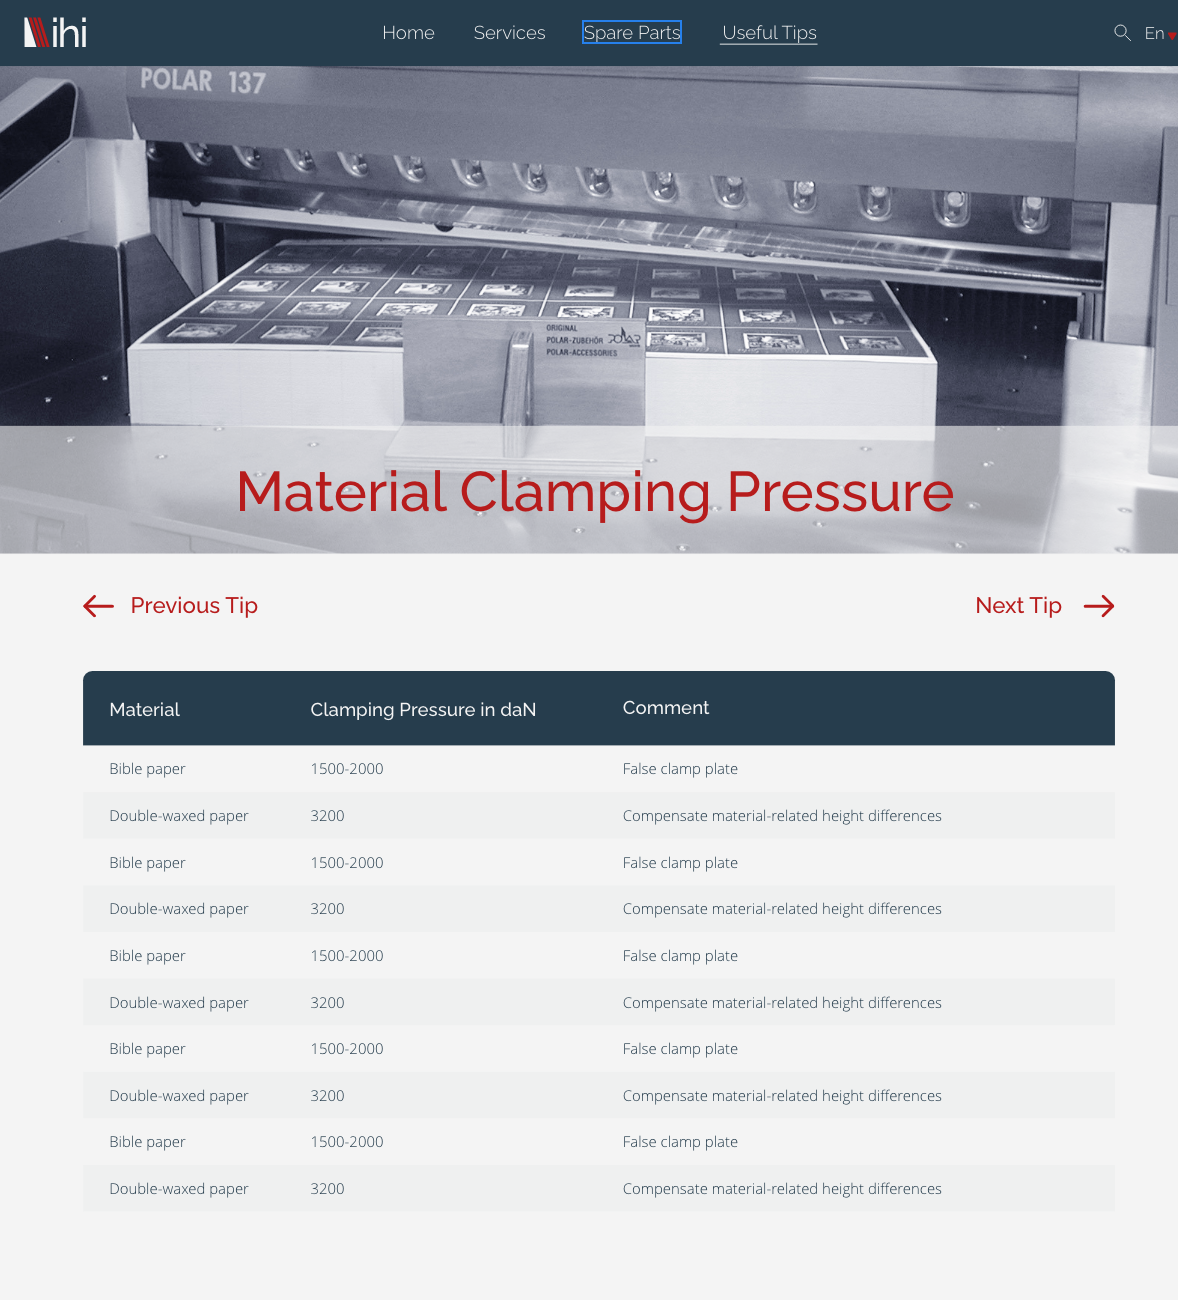 ihi
Home Services Spare Parts Useful Tips En
POLAR 137
ORIGINAL
POLAR-ZUBEHÖR POLAR
POLAR-ACCESSORIES
Material Clamping Pressure
Previous Tip Next Tip
Material Clamping Pressure in daN Comment
Bible paper 1500-2000 False clamp plate
Double-waxed paper 3200 Compensate material-related height differences
Bible paper 1500-2000 False clamp plate
Double-waxed paper 3200 Compensate material-related height differences
Bible paper 1500-2000 False clamp plate
Double-waxed paper 3200 Compensate material-related height differences
Bible paper 1500-2000 False clamp plate
Double-waxed paper 3200 Compensate material-related height differences
Bible paper 1500-2000 False clamp plate
Double-waxed paper 3200 Compensate material-related height differences